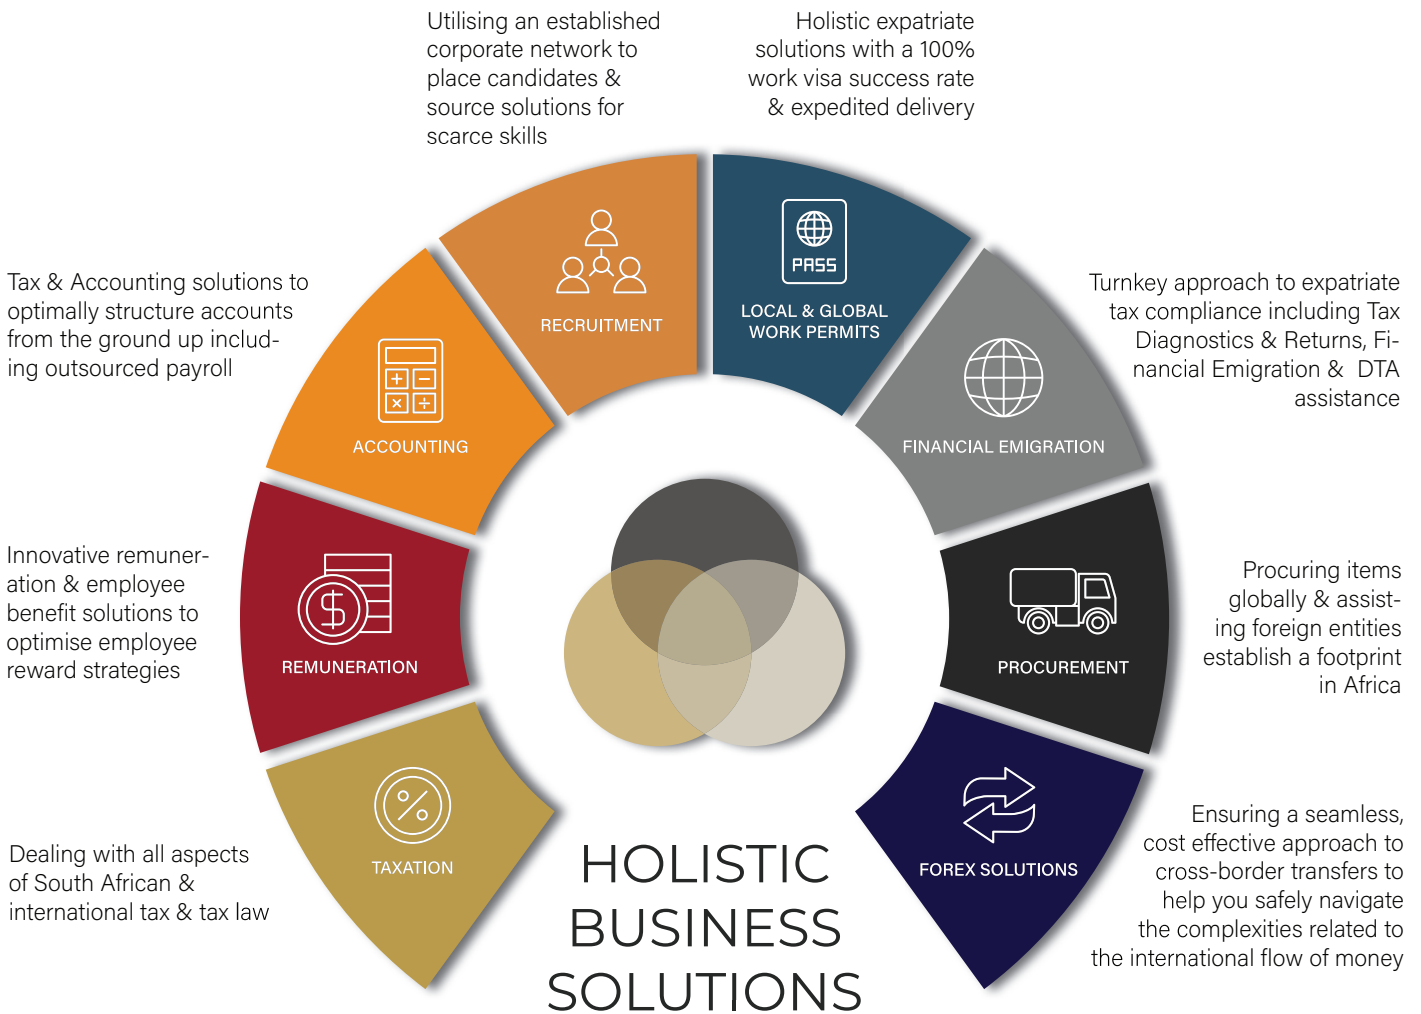 Utilising an established
corporate network to
place candidates &
source solutions for
scarce skills
Holistic expatriate
solutions with a 100%
work visa success rate
& expedited delivery
Tax & Accounting solutions to
optimally structure accounts
from the ground up includ-
ing outsourced payroll
Turnkey approach to expatriate
tax compliance including Tax
Diagnostics & Returns, Fi-
nancial Emigration & DTA
assistance
Innovative remuner-
ation & employee
benefit solutions to
optimise employee
reward strategies
Procuring items
globally & assist-
ing foreign entities
establish a footprint
in Africa
Dealing with all aspects
of South African &
international tax & tax law
Ensuring a seamless,
cost effective approach to
cross-border transfers to
help you safely navigate
the complexities related to
the international flow of money
TAXATION
REMUNERATION
$
ACCOUNTING
RECRUITMENT
PASS
LOCAL & GLOBAL
WORK PERMITS
FINANCIAL EMIGRATION
PROCUREMENT
FOREX SOLUTIONS
HOLISTIC
BUSINESS
SOLUTIONS